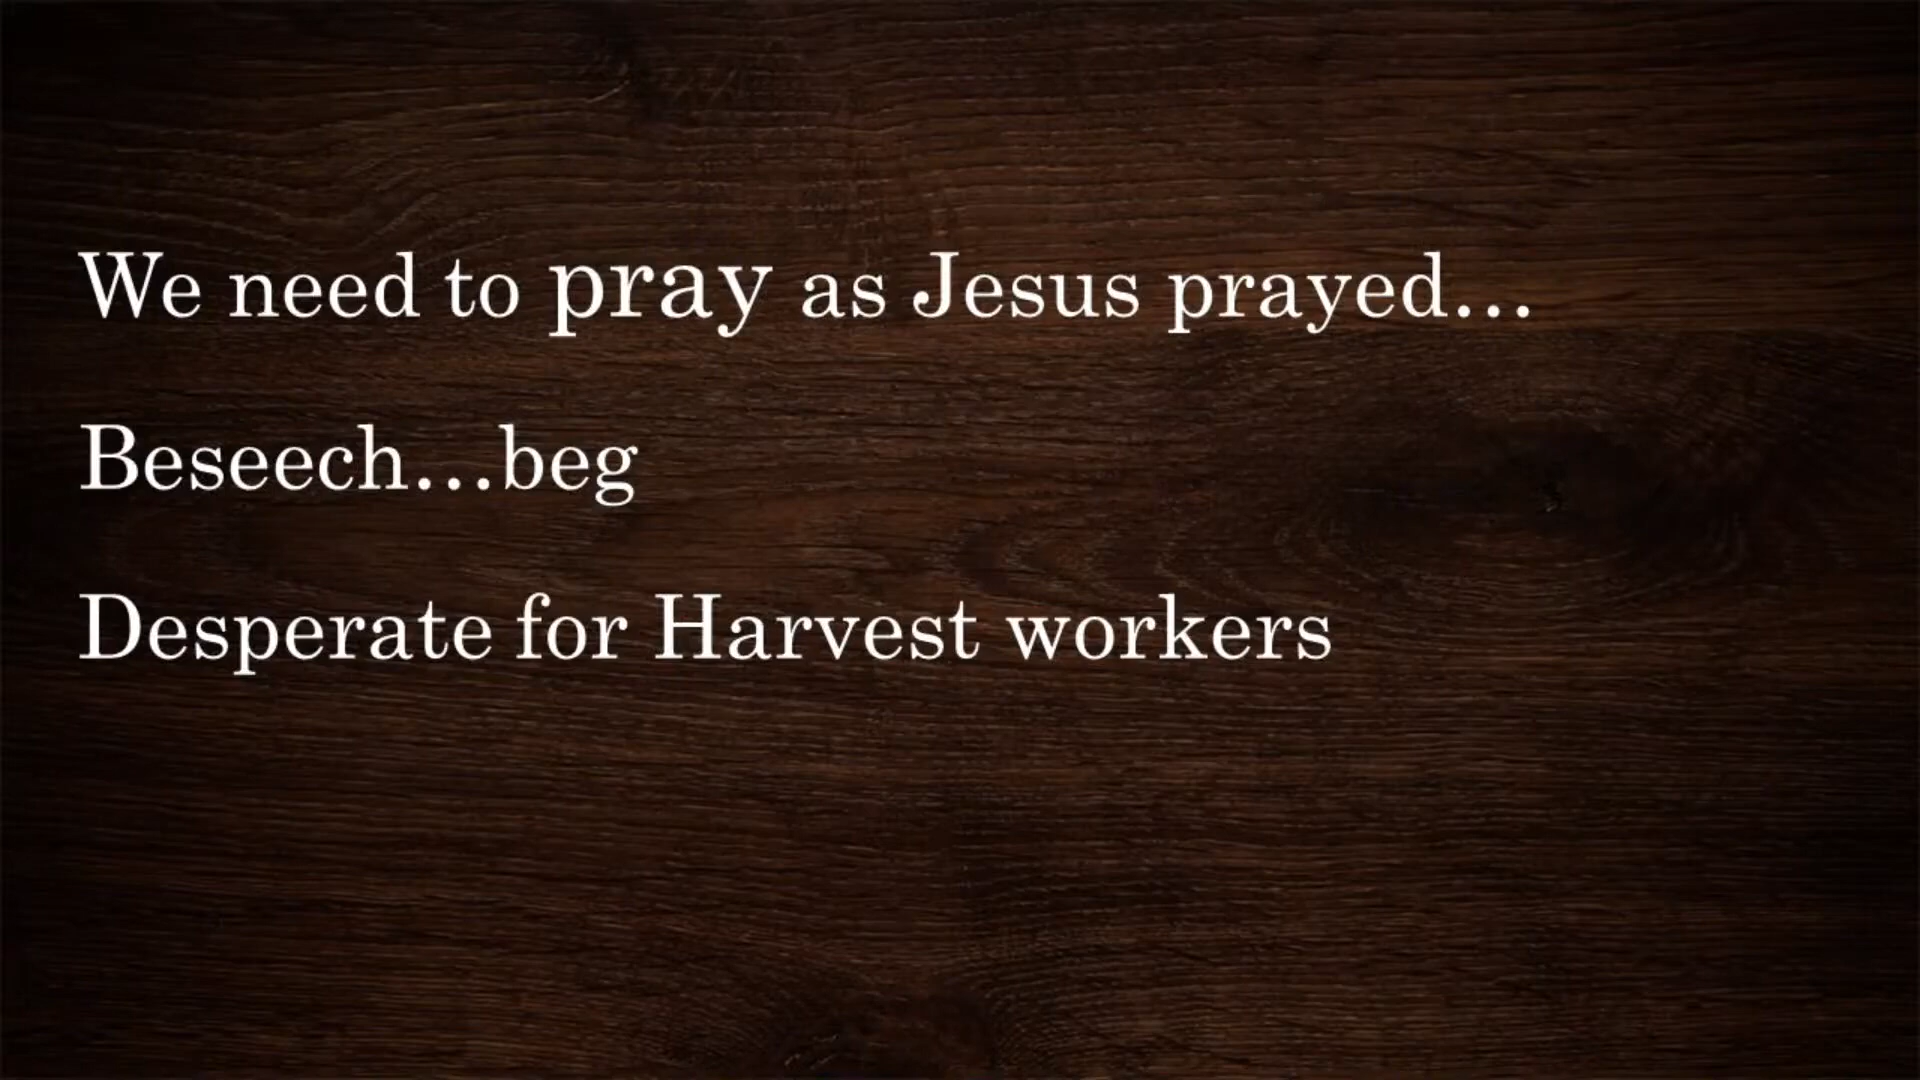 We need to pray as Jesus prayed...
Beseech...beg
Desperate for Harvest workers